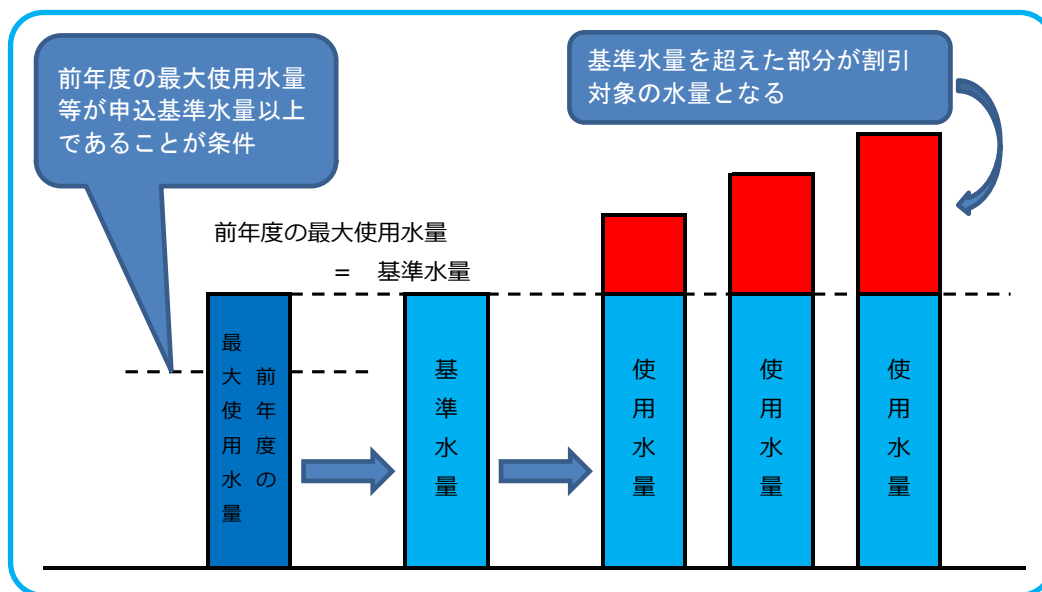 前年度の最大使用水量
等が申込基準水量以上
であることが条件
基準水量を超えた部分が割引
対象の水量となる
前年度の最大使用水量
= 基準水量
前年度の
最大使用水量
基準水量
使用水量
使用水量
使用水量